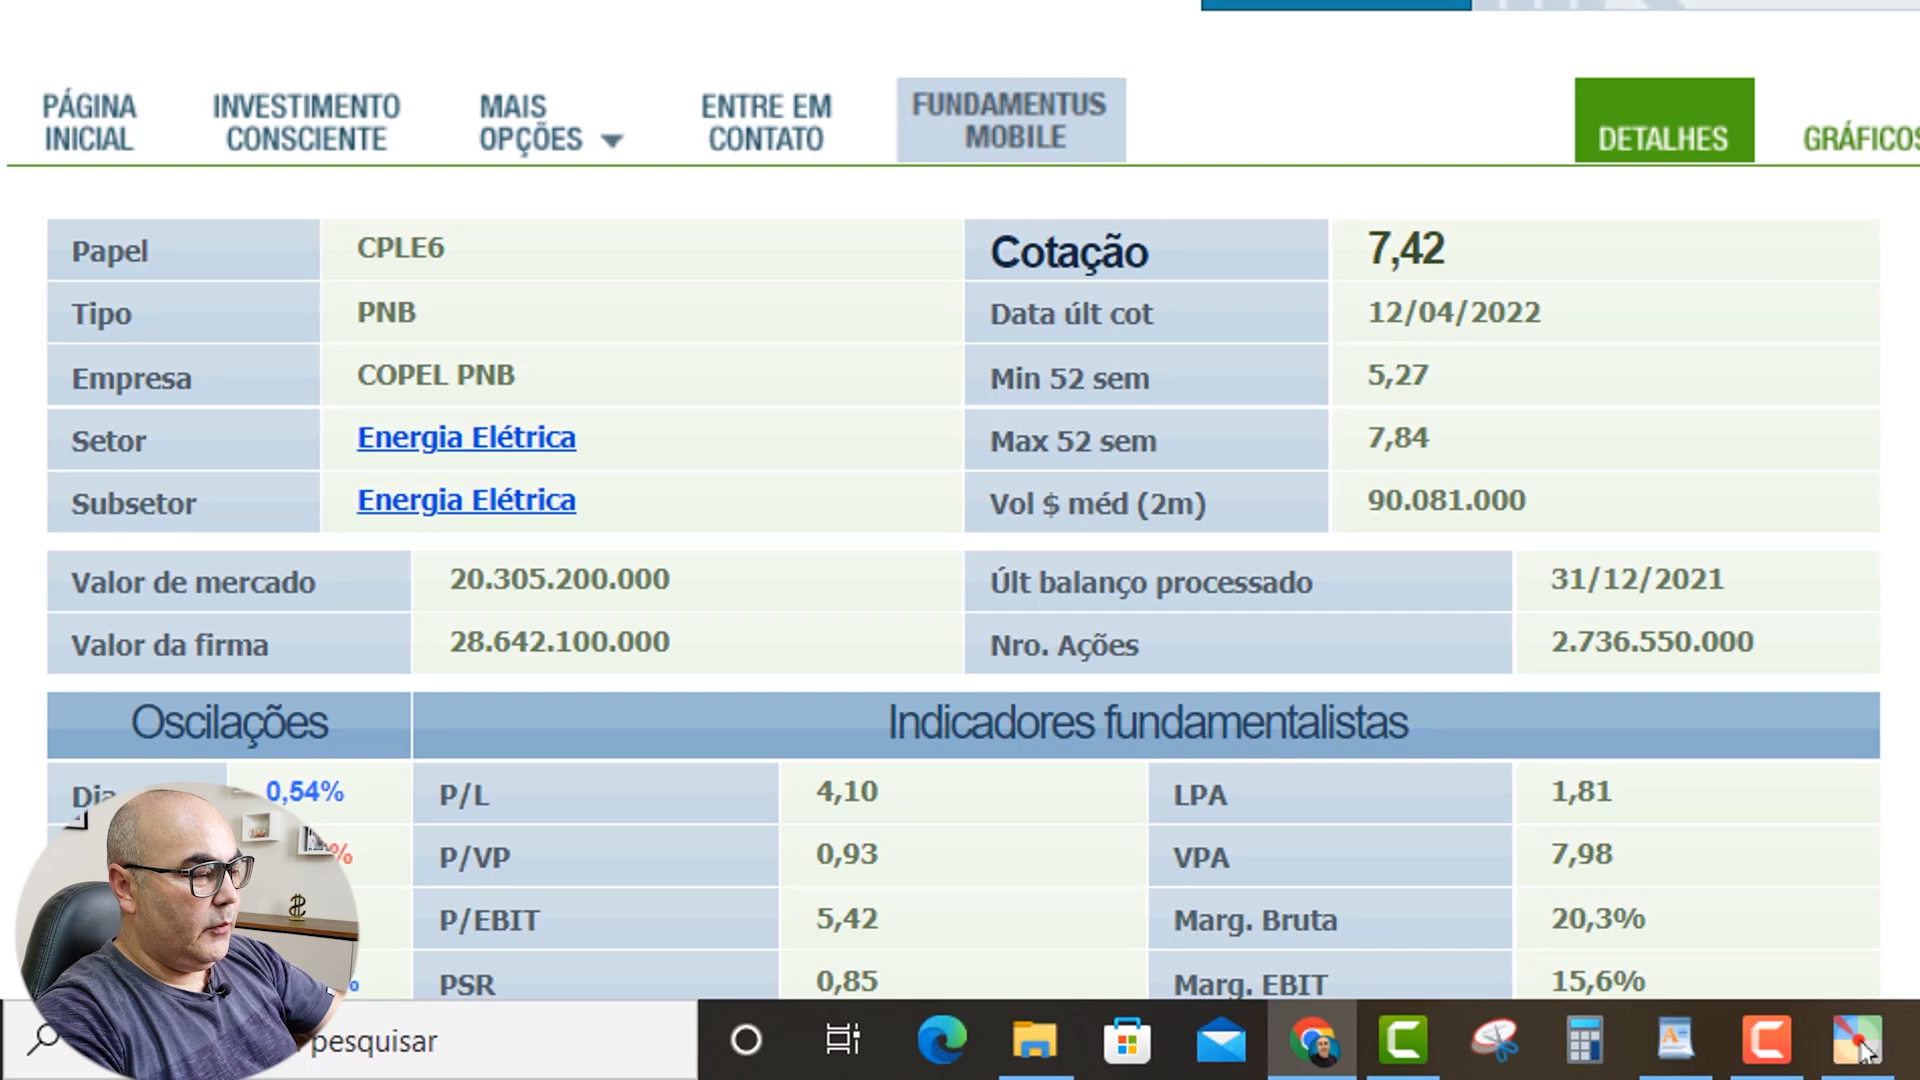 PÁGINA INICIAL
INVESTIMENTO CONSCIENTE
MAIS OPÇÕES
ENTRE EM CONTATO
FUNDAMENTUS MOBILE
DETALHES
GRÁFICOS
Papel CPLE6 Cotação 7,42
Tipo PNB Data últ cot 12/04/2022
Empresa COPEL PNB Min 52 sem 5,27
Setor Energia Elétrica Max 52 sem 7,84
Subsetor Energia Elétrica Vol $ méd (2m) 90.081.000
Valor de mercado 20.305.200.000 Últ balanço processado 31/12/2021
Valor da firma 28.642.100.000 Nro. Ações 2.736.550.000
Oscilações Indicadores fundamentalistas
Dia 0,54% P/L 4,10 LPA 1,81
P/VP 0,93 VPA 7,98
P/EBIT 5,42 Marg. Bruta 20,3%
PSR 0,85 Marg. EBIT 15,6%
pesquisar